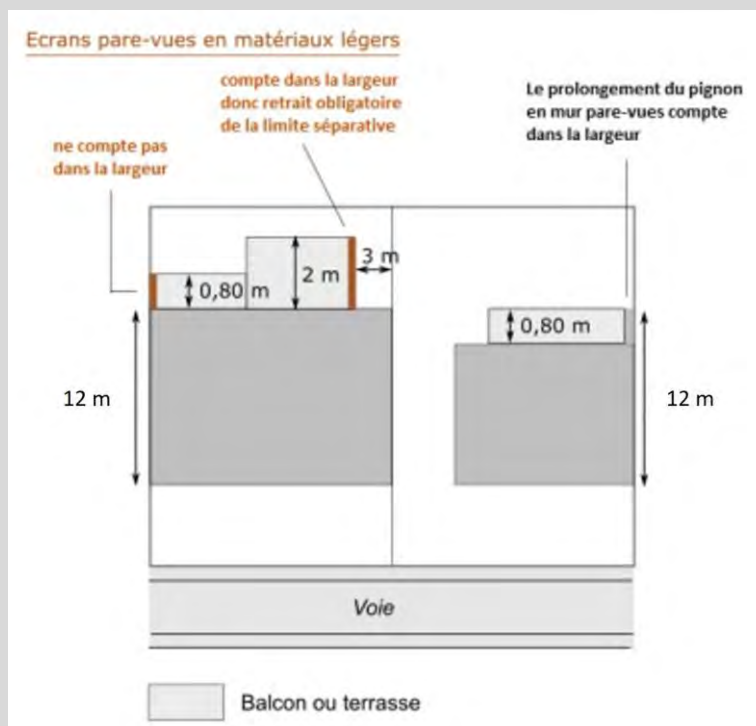 Ecrans pare-vues en matériaux légers
compte dans la largeur
donc retrait obligatoire
de la limite séparative
Le prolongement du pignon
en mur pare-vues compte
dans la largeur
ne compte pas
dans la largeur
3 m
2 m
0,80 m
0,80 m
12 m
12 m
Voie
Balcon ou terrasse